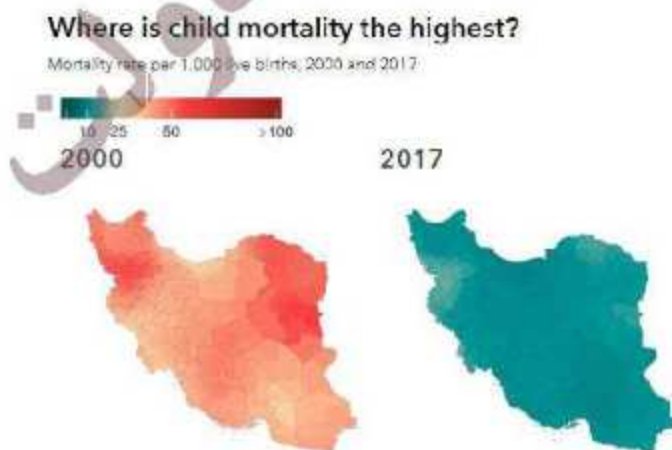 Where is child mortality the highest?
Mortality rate per 1,000 live births, 2000 and 2017
10 25 50 >100
2000 2017